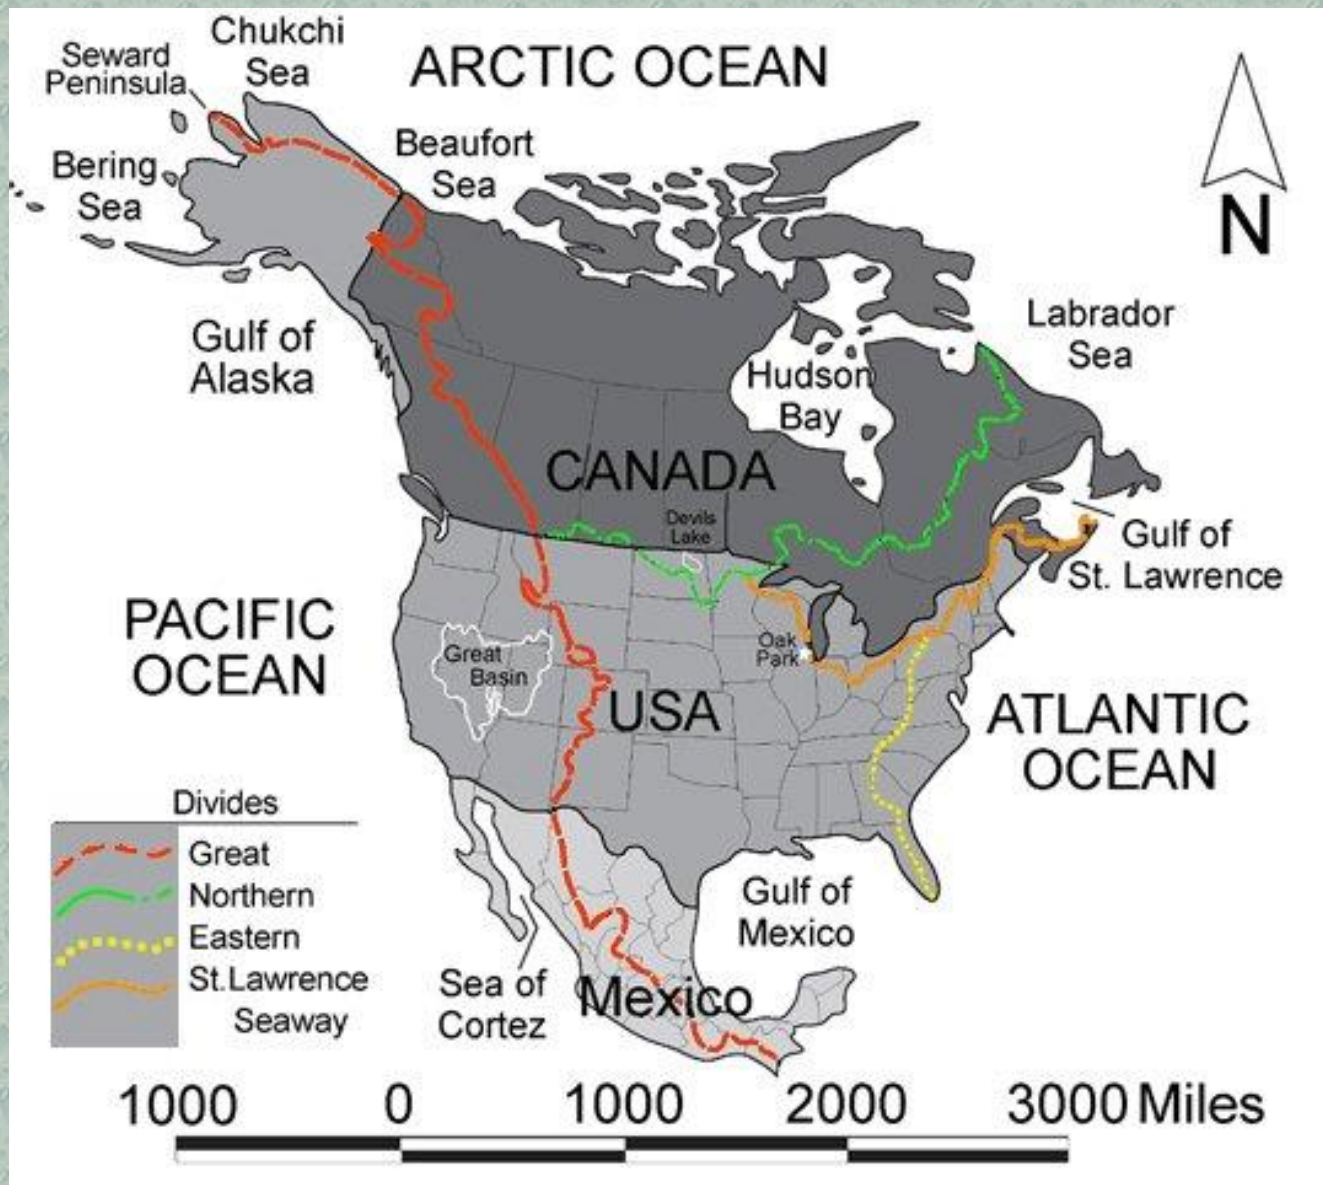 Chukchi
Sea
Seward
Peninsula
ARCTIC OCEAN
Beaufort
Sea
Bering
Sea
N
Gulf of
Alaska
Labrador
Sea
Hudson
Bay
CANADA
Devils
Lake
Gulf of
St. Lawrence
PACIFIC
OCEAN
Great
Basin
Oak
Park
USA
ATLANTIC
OCEAN
Divides
Great
Northern
Eastern
St.Lawrence
Seaway
Gulf of
Mexico
Sea of
Cortez
Mexico
1000 0 1000 2000 3000 Miles